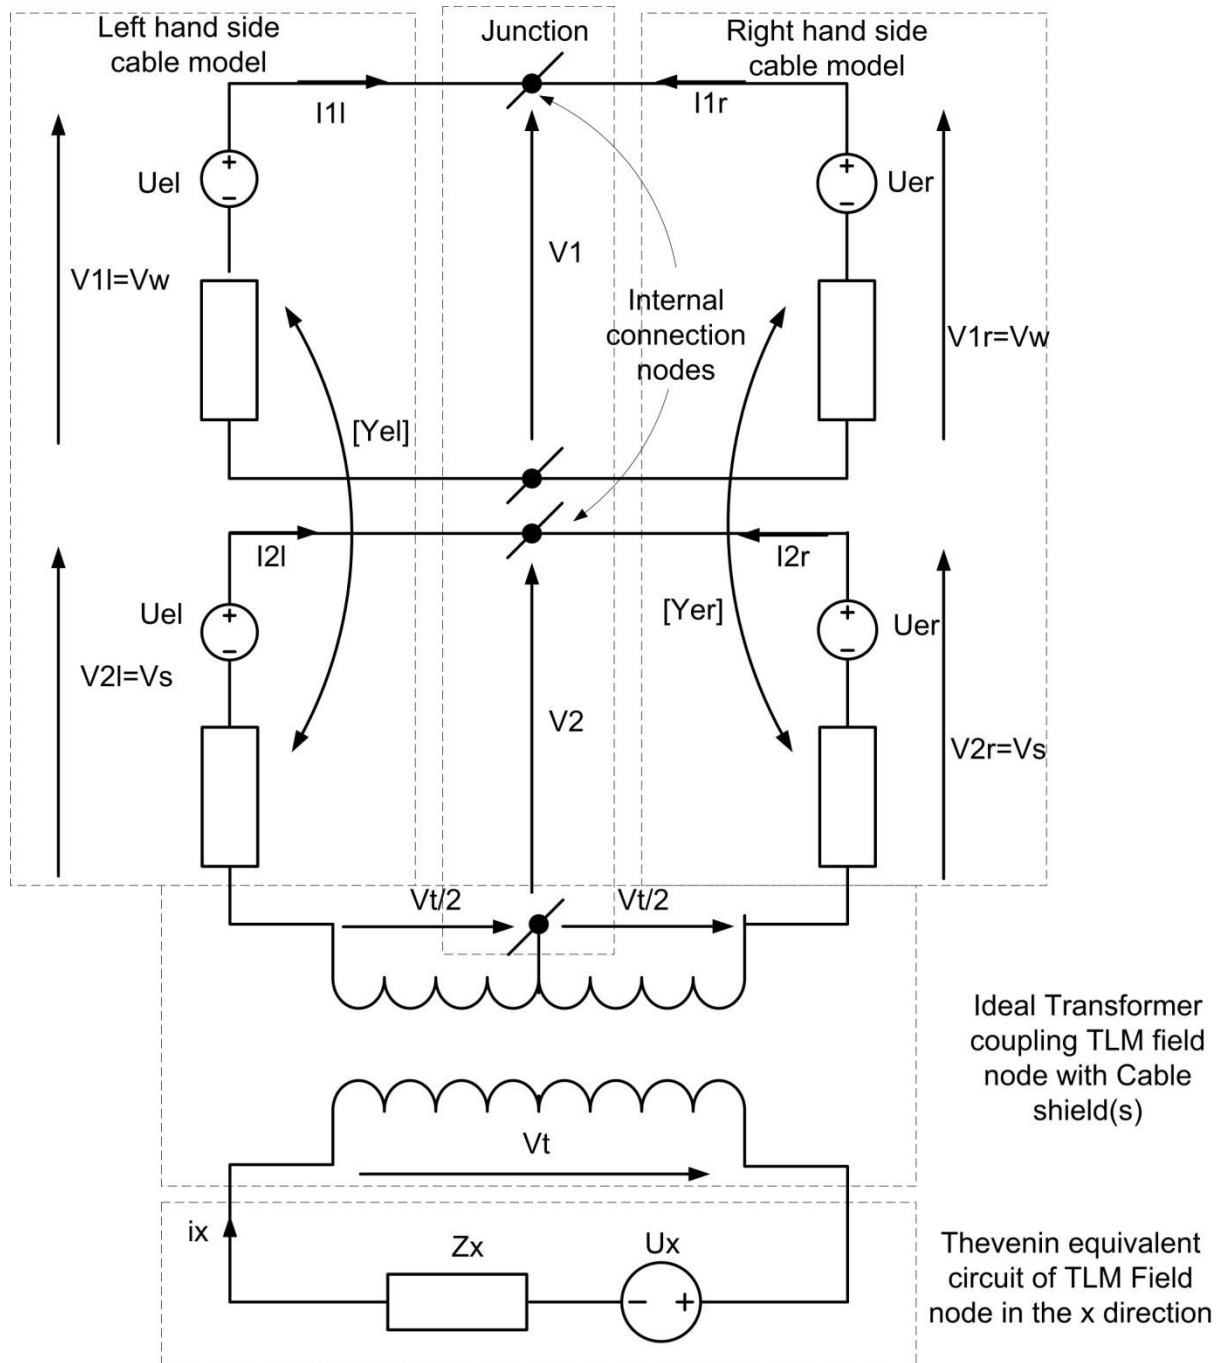 Left hand side
cable model
Junction
Right hand side
cable model
I1l
I1r
Uel
+
−
+
−
Uer
V1l=Vw
V1
V1r=Vw
Internal
connection
nodes
[Yel]
I2l
I2r
Uel
+
−
[Yer]
+
−
Uer
V2l=Vs
V2
V2r=Vs
Vt/2
Vt/2
Ideal Transformer
coupling TLM field
node with Cable
shield(s)
Vt
ix
Zx
Ux
− +
Thevenin equivalent
circuit of TLM Field
node in the x direction